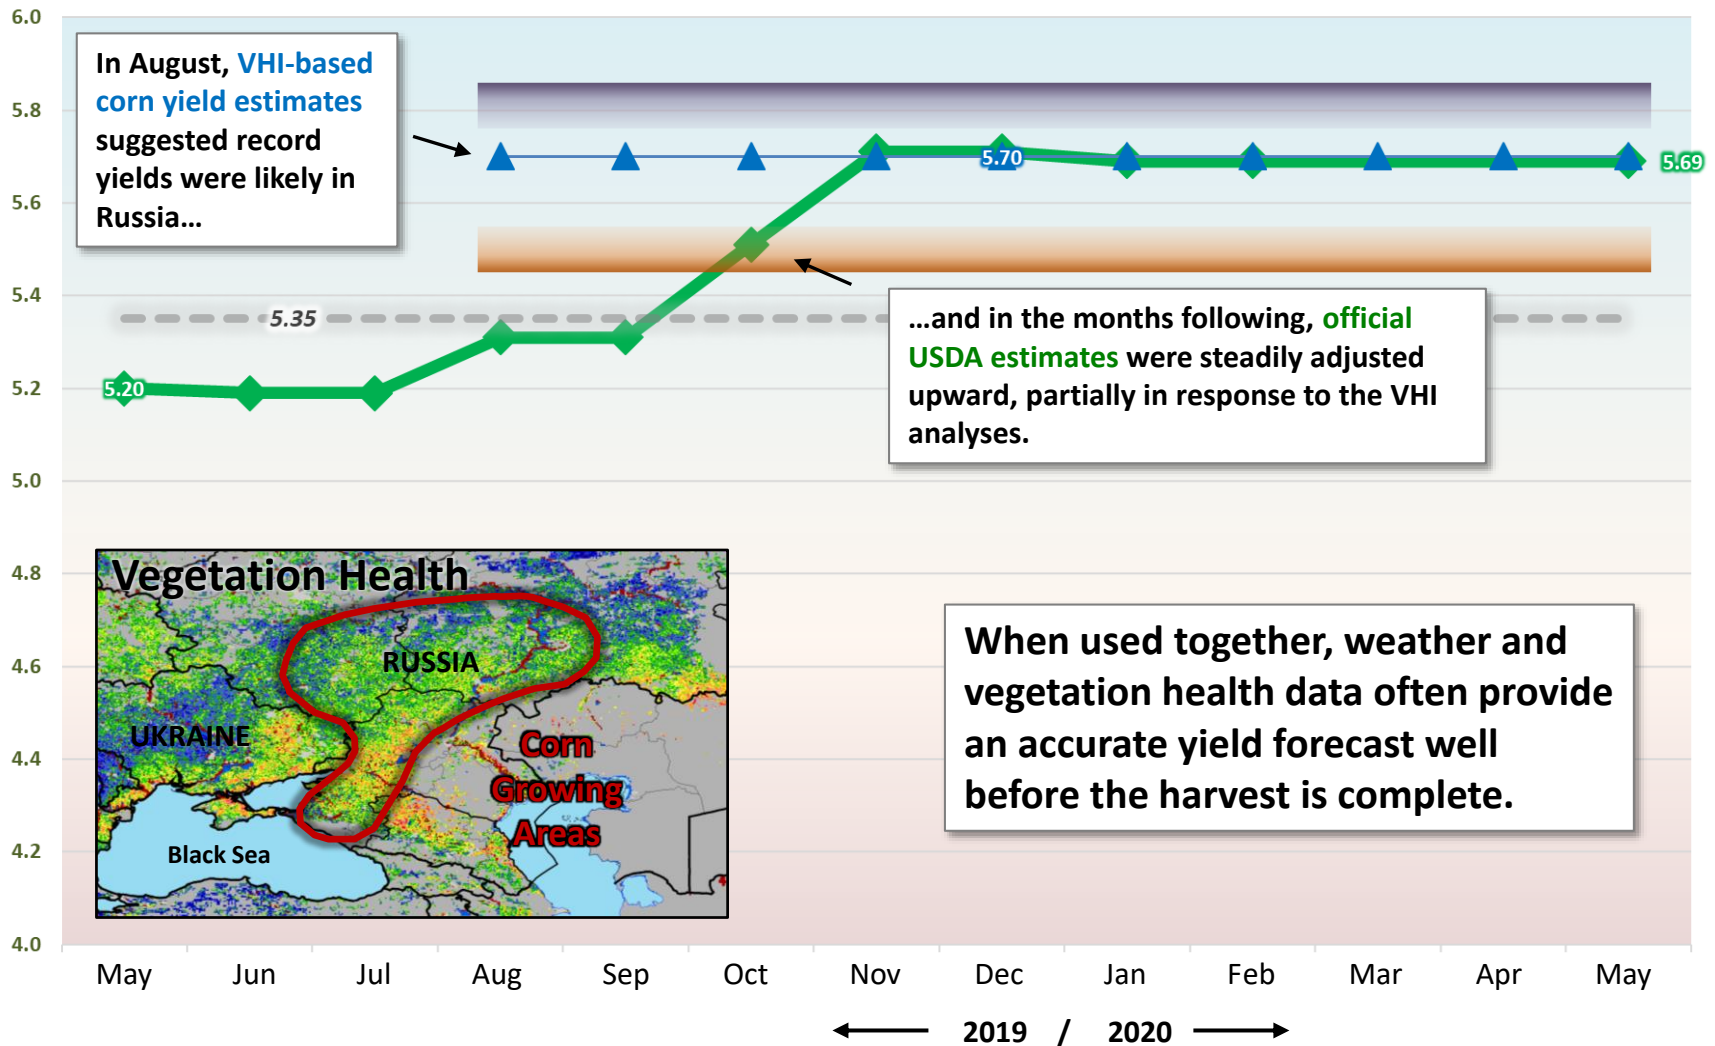 6.0
5.8
5.6
5.4
5.2
5.0
4.8
4.6
4.4
4.2
4.0
In August, VHI-based
corn yield estimates
suggested record
yields were likely in
Russia…
5.70
5.69
5.35
5.20
…and in the months following, official
USDA estimates were steadily adjusted
upward, partially in response to the VHI
analyses.
Vegetation Health
RUSSIA
UKRAINE
Corn
Growing
Areas
Black Sea
When used together, weather and
vegetation health data often provide
an accurate yield forecast well
before the harvest is complete.
May Jun Jul Aug Sep Oct Nov Dec Jan Feb Mar Apr May
2019 / 2020